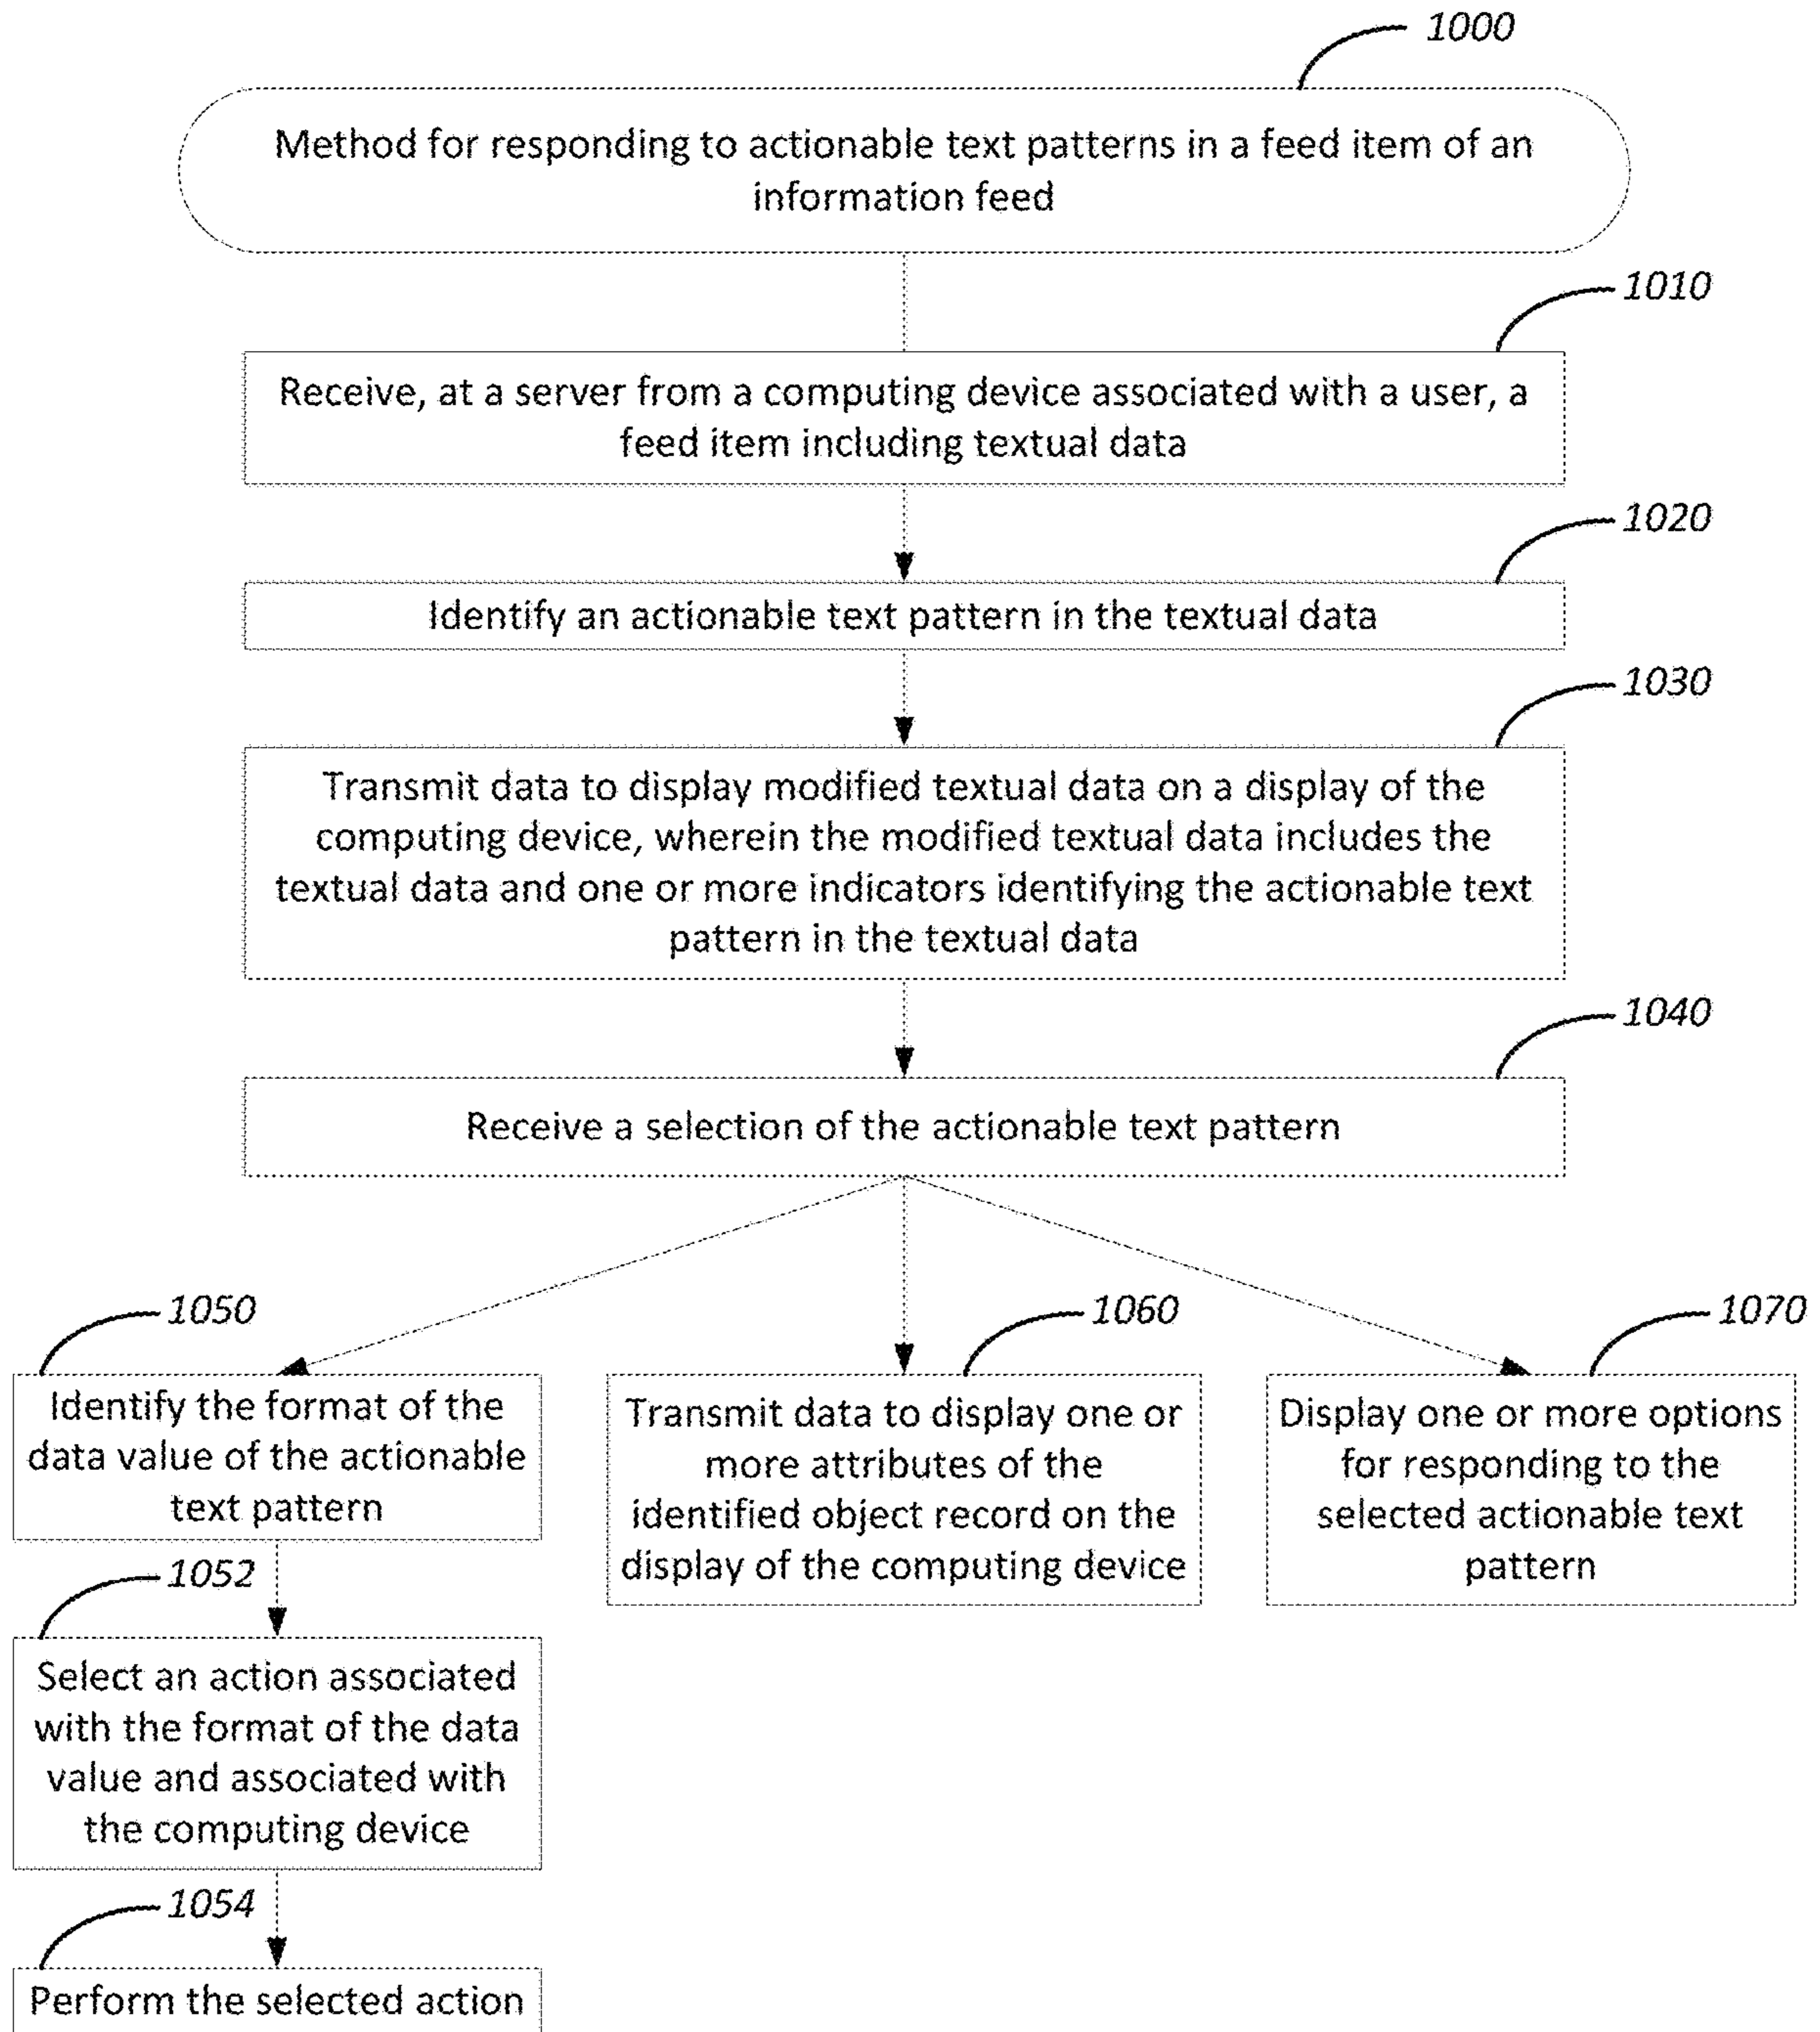 1000
Method for responding to actionable text patterns in a feed item of an
information feed
1010
Receive, at a server from a computing device associated with a user, a
feed item including textual data
1020
Identify an actionable text pattern in the textual data
1030
Transmit data to display modified textual data on a display of the
computing device, wherein the modified textual data includes the
textual data and one or more indicators identifying the actionable text
pattern in the textual data
1040
Receive a selection of the actionable text pattern
1050
Identify the format of the
data value of the actionable
text pattern
1052
Select an action associated
with the format of the data
value and associated with
the computing device
1054
Perform the selected action
1060
Transmit data to display one or
more attributes of the
identified object record on the
display of the computing device
1070
Display one or more options
for responding to the
selected actionable text
pattern